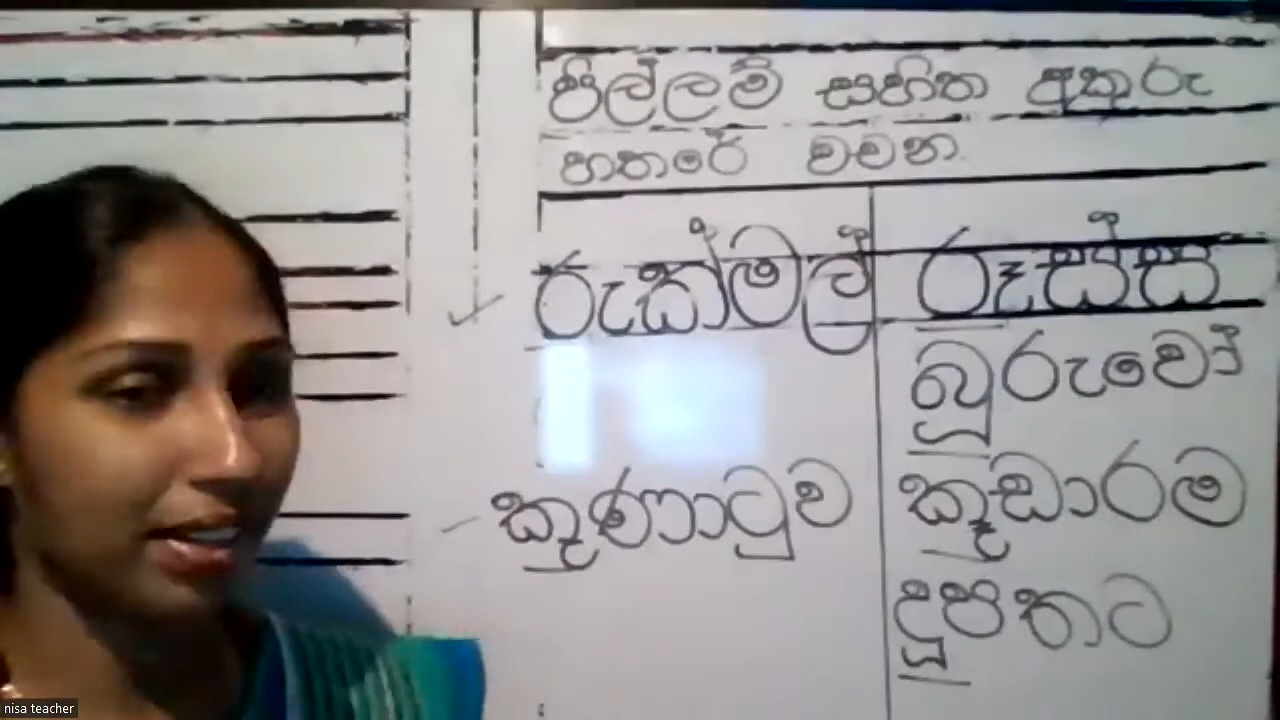 පිල්ලම් සහිත අකුරු
හතරේ වචන
රුක්මල් රූස්ස
බූරුවෝ
කූණාටුව කූඩාරම
දූපතට
nisa teacher